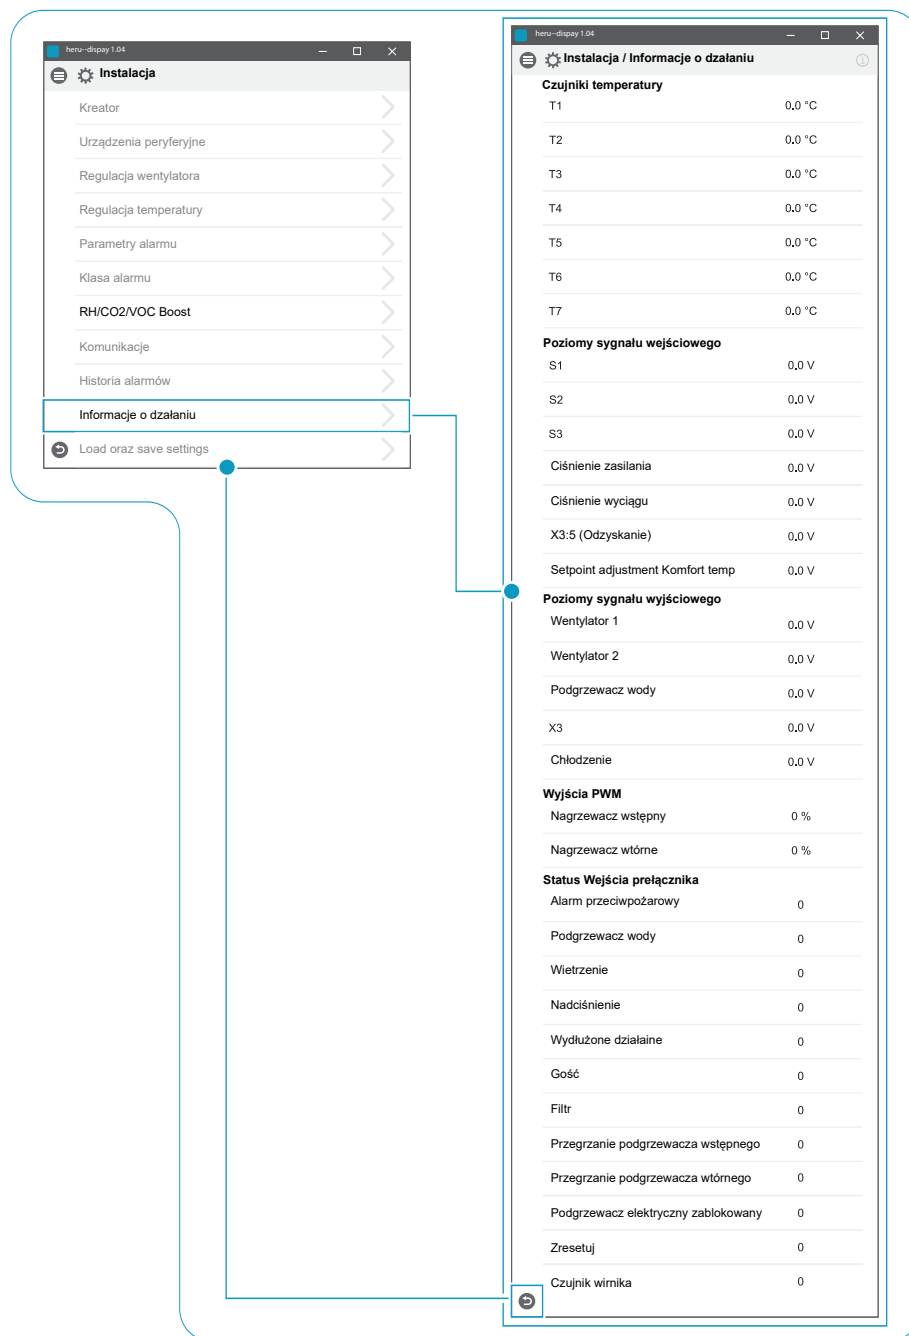 heru--dispay 1.04
Instalacja
Kreator
Urządzenia peryferyjne
Regulacja wentylatora
Regulacja temperatury
Parametry alarmu
Klasa alarmu
RH/CO2/VOC Boost
Komunikacje
Historia alarmów
Informacje o dzałaniu
Load oraz save settings
heru--dispay 1.04
Instalacja / Informacje o dzałaniu
Czujniki temperatury
T1 0.0 °C
T2 0.0 °C
T3 0.0 °C
T4 0.0 °C
T5 0.0 °C
T6 0.0 °C
T7 0.0 °C
Poziomy sygnału wejściowego
S1 0.0 V
S2 0.0 V
S3 0.0 V
Ciśnienie zasilania 0.0 V
Ciśnienie wyciągu 0.0 V
X3:5 (Odzyskanie) 0.0 V
Setpoint adjustment Komfort temp 0.0 V
Poziomy sygnału wyjściowego
Wentylator 1 0.0 V
Wentylator 2 0.0 V
Podgrzewacz wody 0.0 V
X3 0.0 V
Chłodzenie 0.0 V
Wyjścia PWM
Nagrzewacz wstępny 0 %
Nagrzewacz wtórne 0 %
Status Wejścia prełącznika
Alarm przeciwpożarowy 0
Podgrzewacz wody 0
Wietrzenie 0
Nadciśnienie 0
Wydłużone działaine 0
Gość 0
Filtr 0
Przegrzanie podgrzewacza wstępnego 0
Przegrzanie podgrzewacza wtórnego 0
Podgrzewacz elektryczny zablokowany 0
Zresetuj 0
Czujnik wirnika 0